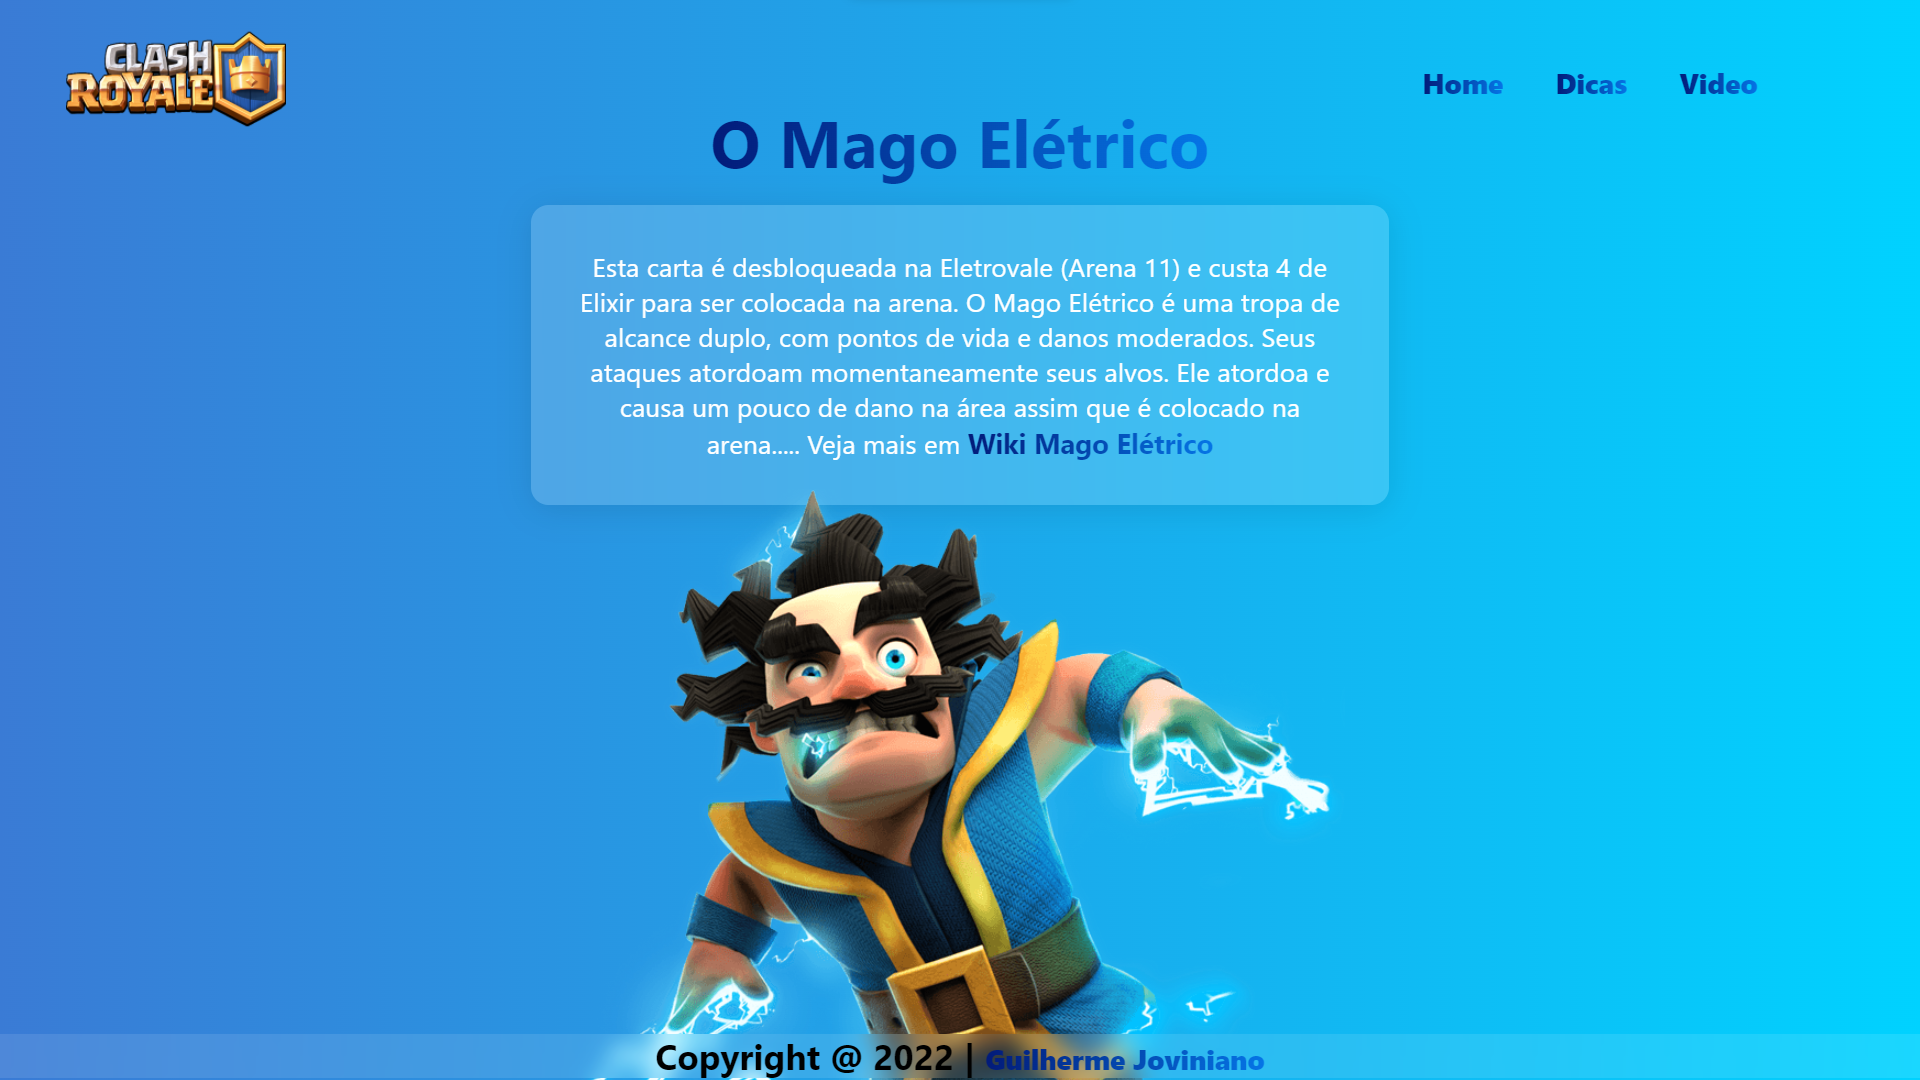 CLASH
ROYALE
Home Dicas Video
O Mago Elétrico
Esta carta é desbloqueada na Eletrovale (Arena 11) e custa 4 de
Elixir para ser colocada na arena. O Mago Elétrico é uma tropa de
alcance duplo, com pontos de vida e danos moderados. Seus
ataques atordoam momentaneamente seus alvos. Ele atordoa e
causa um pouco de dano na área assim que é colocado na
arena..... Veja mais em Wiki Mago Elétrico
Copyright @ 2022 | Guilherme Joviniano